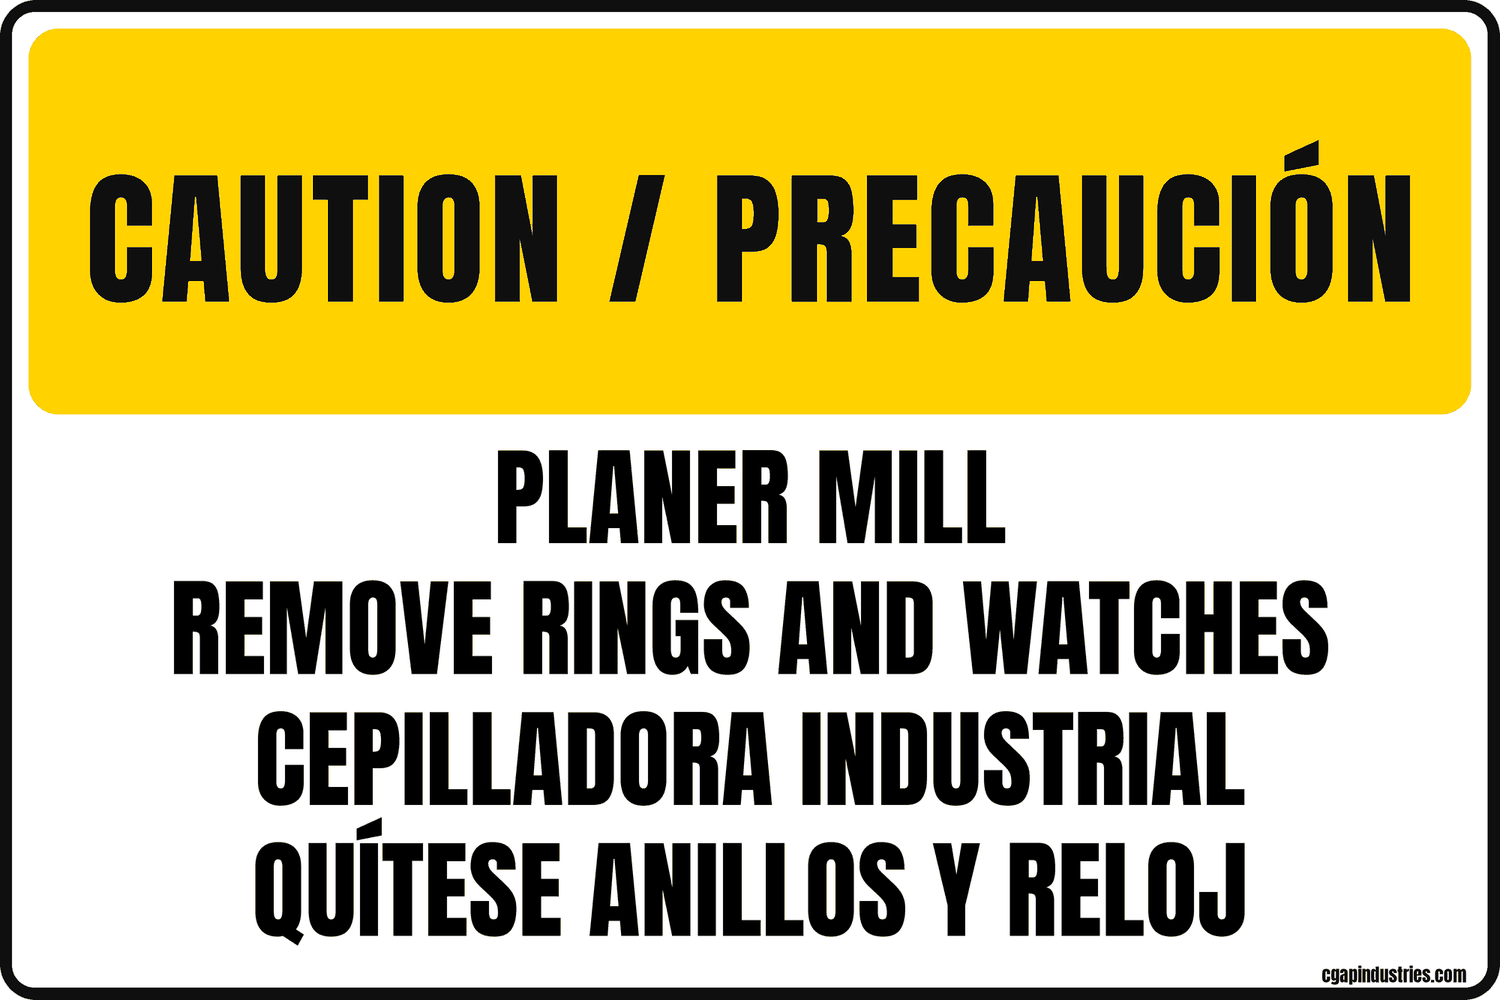 CAUTION / PRECAUCIÓN
PLANER MILL
REMOVE RINGS AND WATCHES
CEPILLADORA INDUSTRIAL
QUÍTESE ANILLOS Y RELOJ
cgapindustries.com